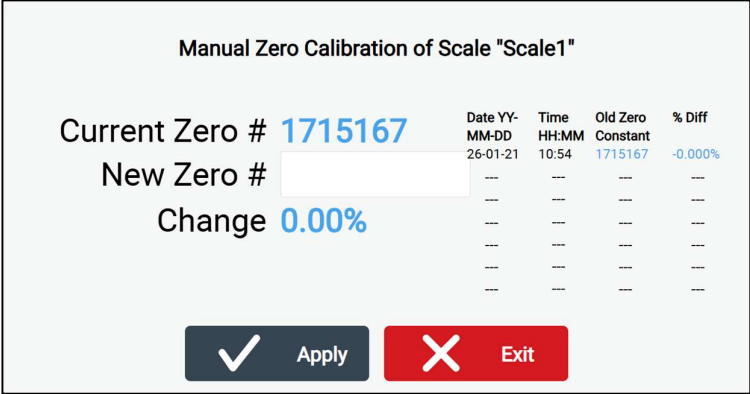 Manual Zero Calibration of Scale "Scale1"
Current Zero # 1715167
New Zero #
Change 0.00%
Date YY-MM-DD Time HH:MM Old Zero Constant % Diff
26-01-21 10:54 1715167 -0.000%
--- --- --- ---
--- --- --- ---
--- --- --- ---
--- --- --- ---
--- --- --- ---
--- --- --- ---
Apply Exit